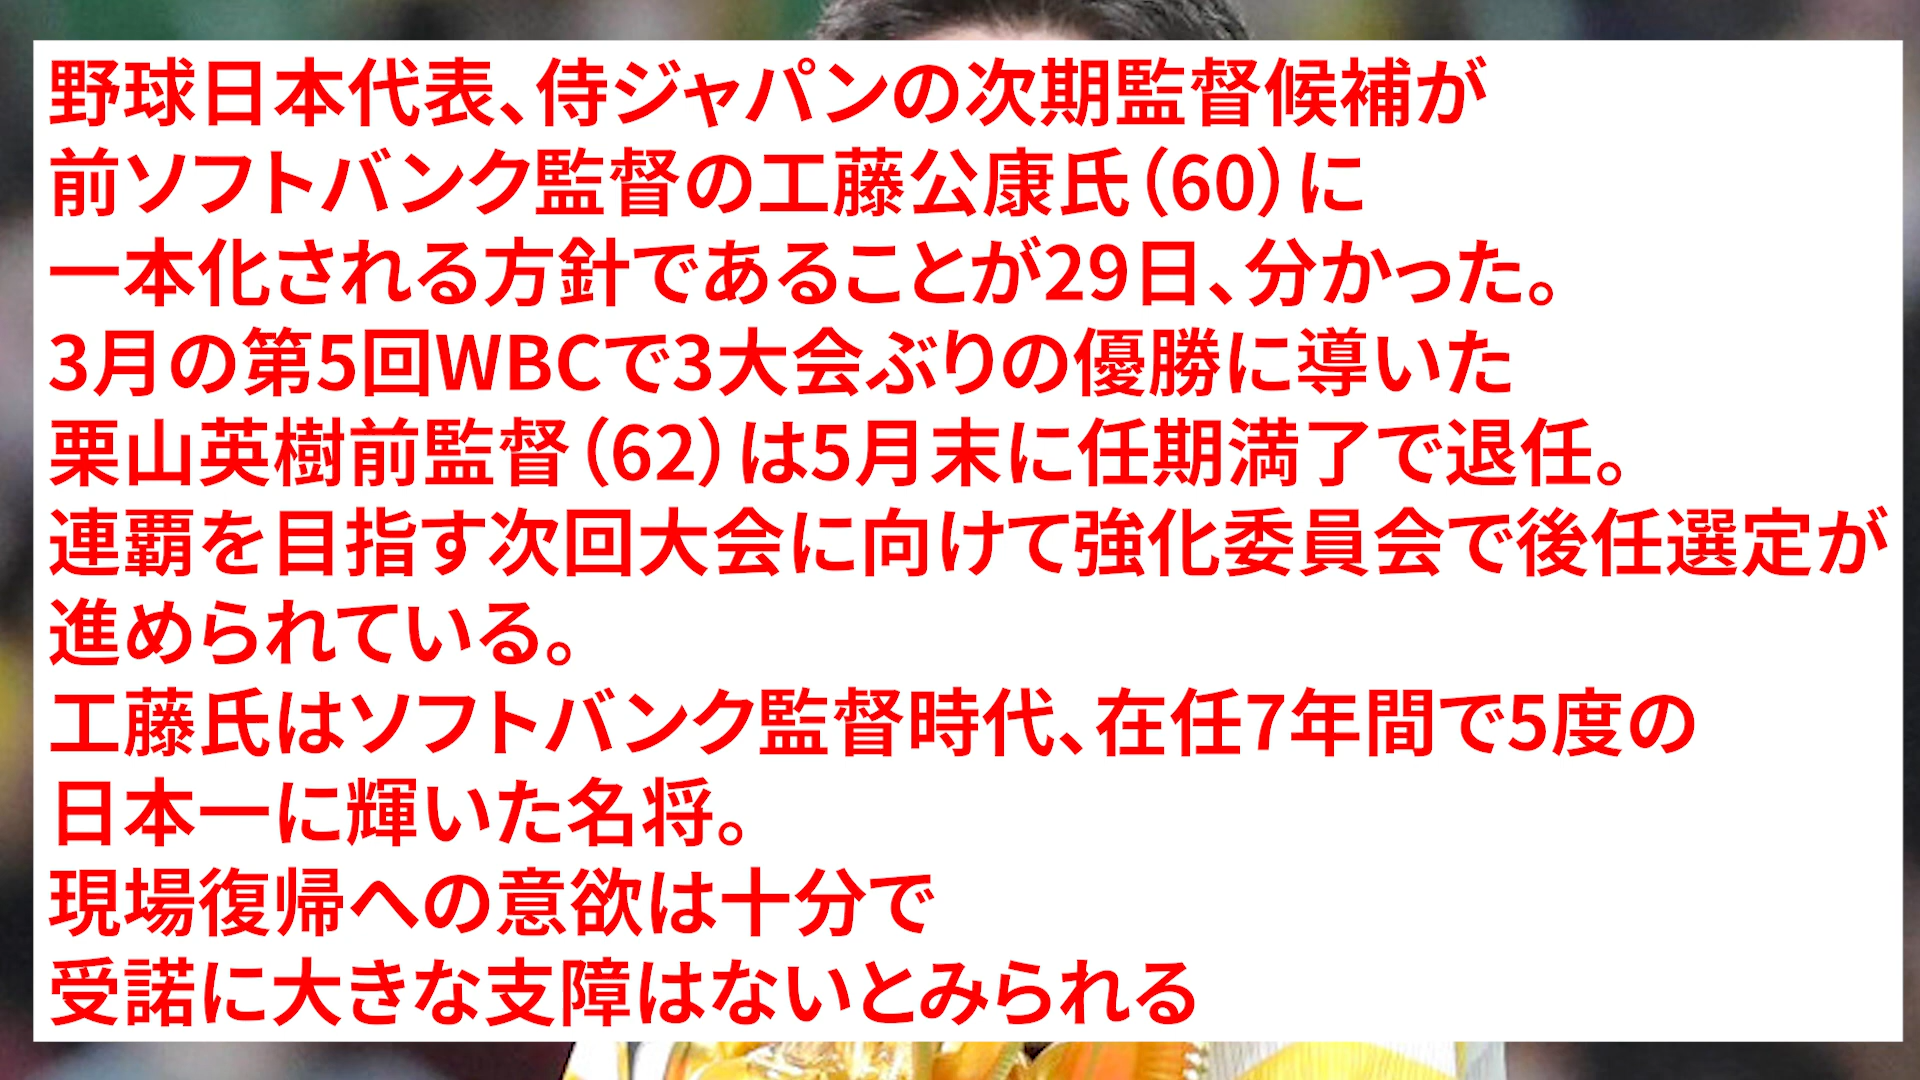 野球日本代表、侍ジャパンの次期監督候補が
前ソフトバンク監督の工藤公康氏（60）に
一本化される方針であることが29日、分かった。
3月の第5回WBCで3大会ぶりの優勝に導いた
栗山英樹前監督（62）は5月末に任期満了で退任。
連覇を目指す次回大会に向けて強化委員会で後任選定が
進められている。
工藤氏はソフトバンク監督時代、在任7年間で5度の
日本一に輝いた名将。
現場復帰への意欲は十分で
受諾に大きな支障はないとみられる